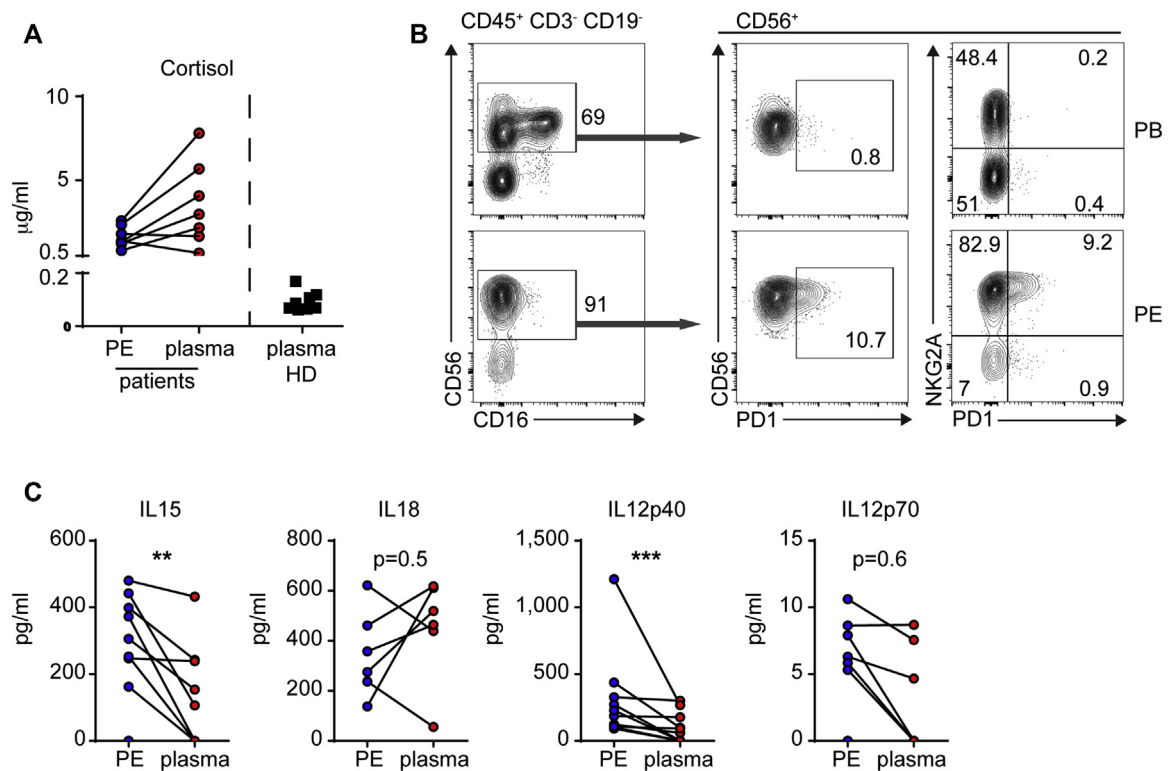 A
Cortisol
10
5
0.5
0.2
0
µg/ml
PE plasma plasma
patients HD
B
CD45+ CD3- CD19- CD56+
69
0.8
48.4 0.2
51 0.4
PB
91
10.7
82.9 9.2
7 0.9
PE
CD56 CD56 NKG2A
CD16 PD1 PD1
C
IL15 IL18 IL12p40 IL12p70
** p=0.5 *** p=0.6
600
400
200
0
pg/ml
PE plasma
800
600
400
200
0
pg/ml
PE plasma
1,500
1,000
500
0
pg/ml
PE plasma
15
10
5
0
pg/ml
PE plasma